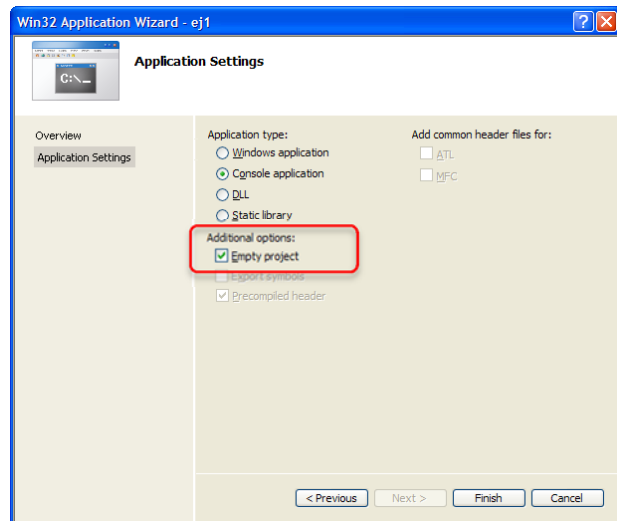 Win32 Application Wizard - ej1
C:\_
Application Settings
Overview
Application Settings
Application type:
Windows application
Console application
DLL
Static library
Additional options:
Empty project
Export symbols
Precompiled header
Add common header files for:
ATL
MFC
< Previous
Next >
Finish
Cancel